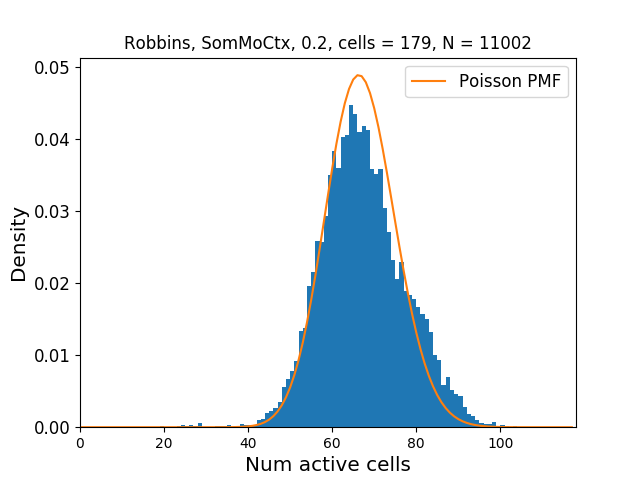 Robbins, SomMoCtx, 0.2, cells = 179, N = 11002
Poisson PMF
Density
0.05
0.04
0.03
0.02
0.01
0.00
0 20 40 60 80 100
Num active cells